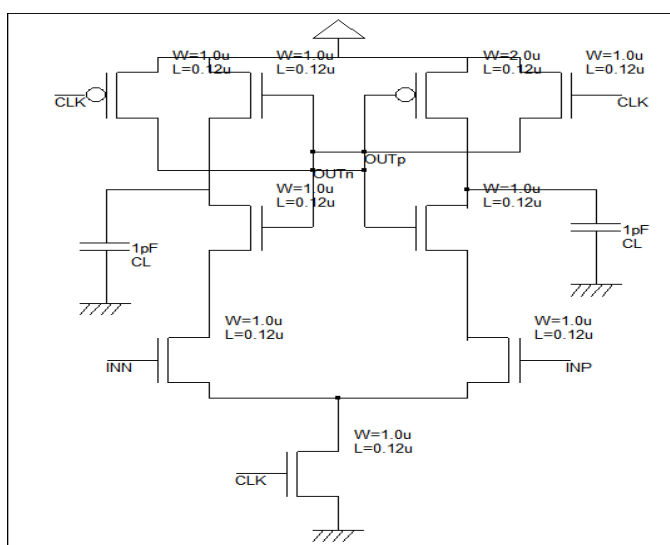 W=1.0u
L=0.12u
W=1.0u
L=0.12u
W=2.0u
L=0.12u
W=1.0u
L=0.12u
CLK
CLK
OUTp
OUTn
W=1.0u
L=0.12u
W=1.0u
L=0.12u
1pF
CL
1pF
CL
W=1.0u
L=0.12u
W=1.0u
L=0.12u
INN
INP
W=1.0u
L=0.12u
CLK